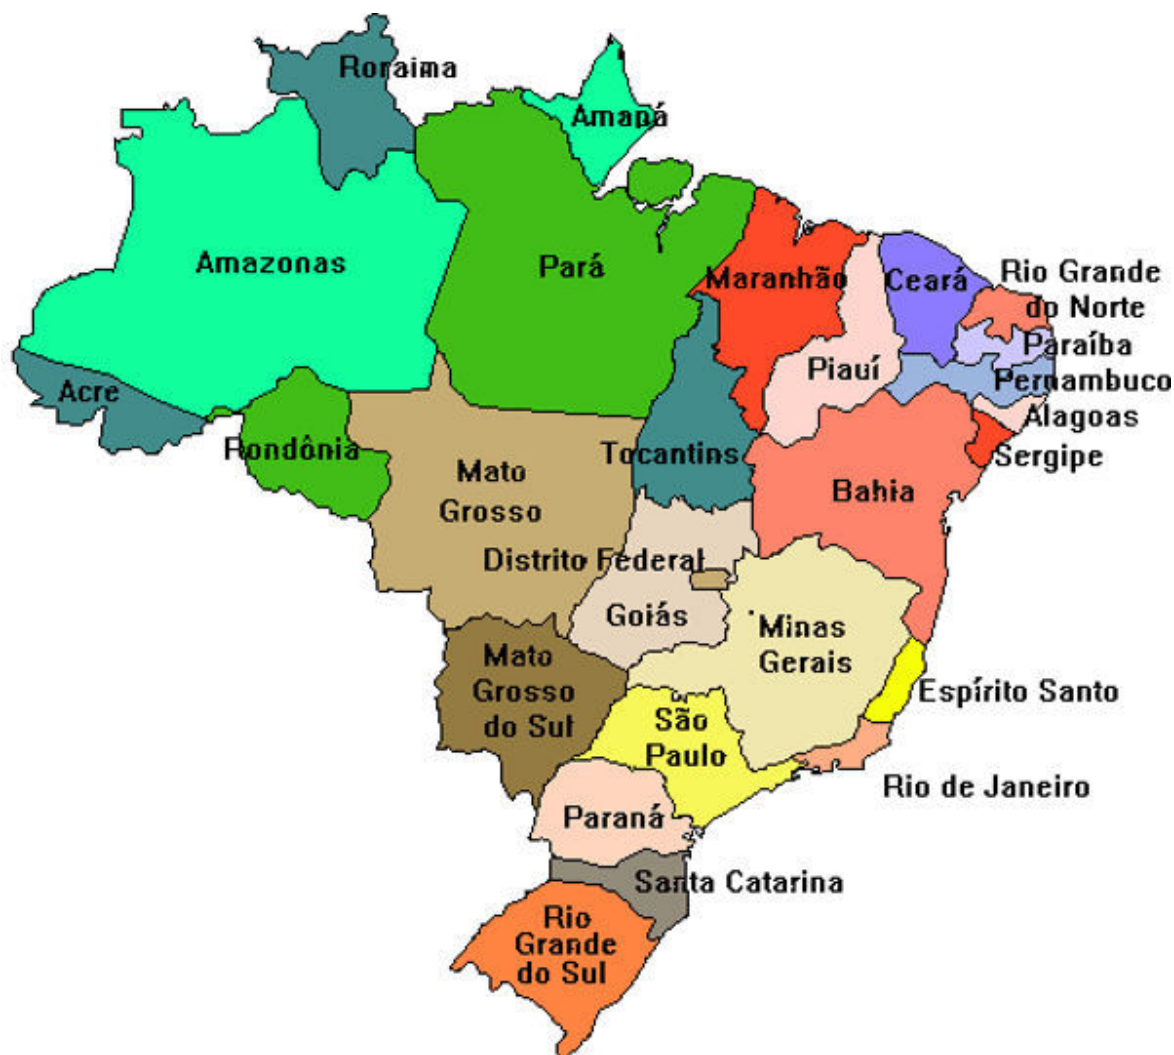 Roraima
Amapá
Amazonas
Pará
Maranhão
Ceará
Rio Grande
do Norte
Paraíba
Piauí
Pernambuco
Acre
Alagoas
Rondônia
Tocantins
Sergipe
Mato
Grosso
Bahia
Distrito Federal
Goiás
Minas
Gerais
Mato
Grosso
do Sul
Espírito Santo
São
Paulo
Rio de Janeiro
Paraná
Santa Catarina
Rio
Grande
do Sul